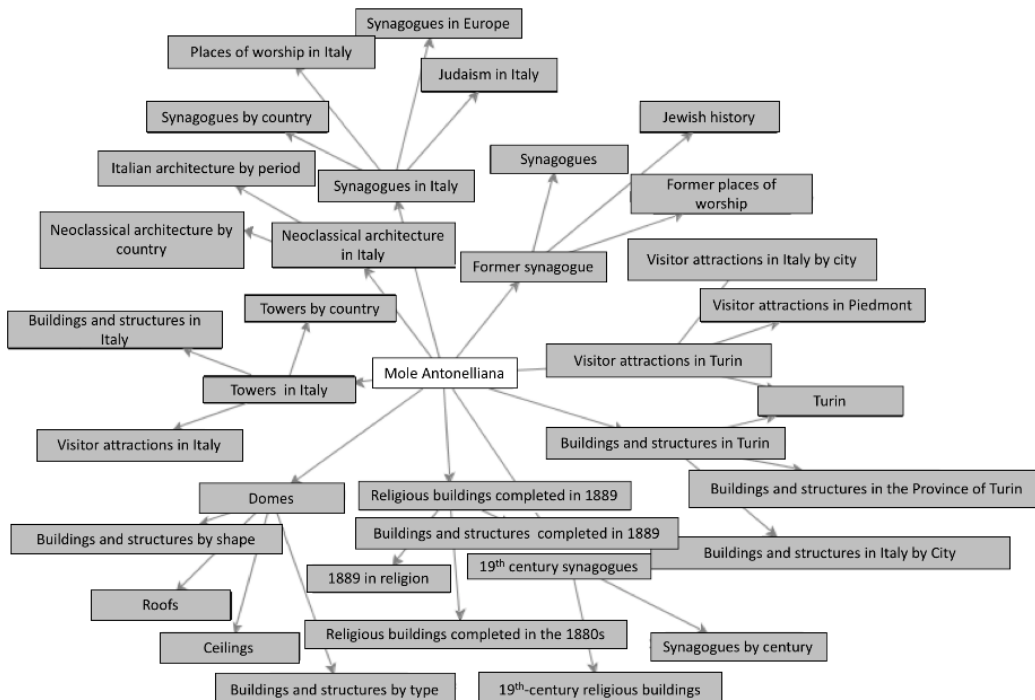 Synagogues in Europe
Places of worship in Italy
Judaism in Italy
Synagogues by country
Jewish history
Italian architecture by period
Synagogues
Synagogues in Italy
Former places of
worship
Neoclassical architecture by
country
Neoclassical architecture
in Italy
Former synagogue
Visitor attractions in Italy by city
Towers by country
Visitor attractions in Piedmont
Buildings and structures in
Italy
Mole Antonelliana
Visitor attractions in Turin
Towers in Italy
Turin
Visitor attractions in Italy
Buildings and structures in Turin
Domes
Religious buildings completed in 1889
Buildings and structures in the Province of Turin
Buildings and structures by shape
Buildings and structures completed in 1889
Buildings and structures in Italy by City
19th century synagogues
1889 in religion
Roofs
Religious buildings completed in the 1880s
Ceilings
Synagogues by century
Buildings and structures by type
19th-century religious buildings